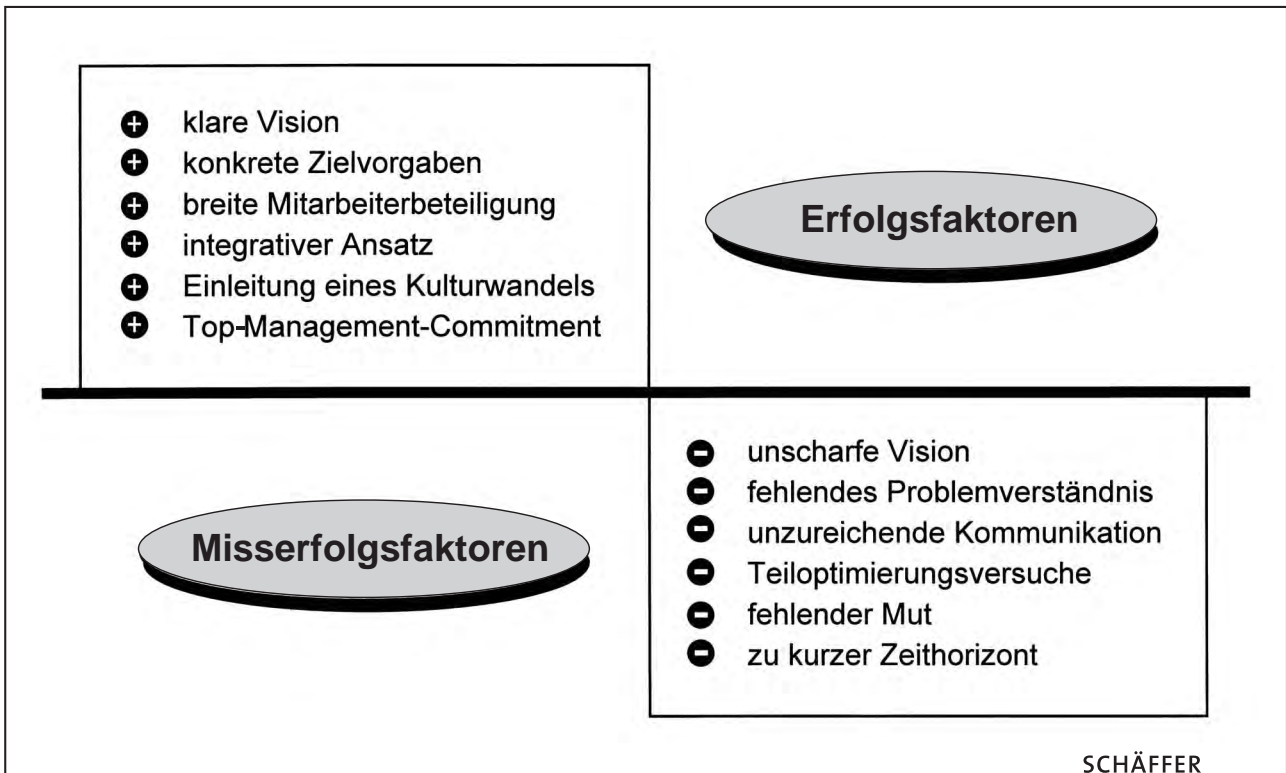 klare Vision
konkrete Zielvorgaben
breite Mitarbeiterbeteiligung
integrativer Ansatz
Einleitung eines Kulturwandels
Top-Management-Commitment
Erfolgsfaktoren
Misserfolgsfaktoren
unscharfe Vision
fehlendes Problemverständnis
unzureichende Kommunikation
Teiloptimierungsversuche
fehlender Mut
zu kurzer Zeithorizont
SCHÄFFER